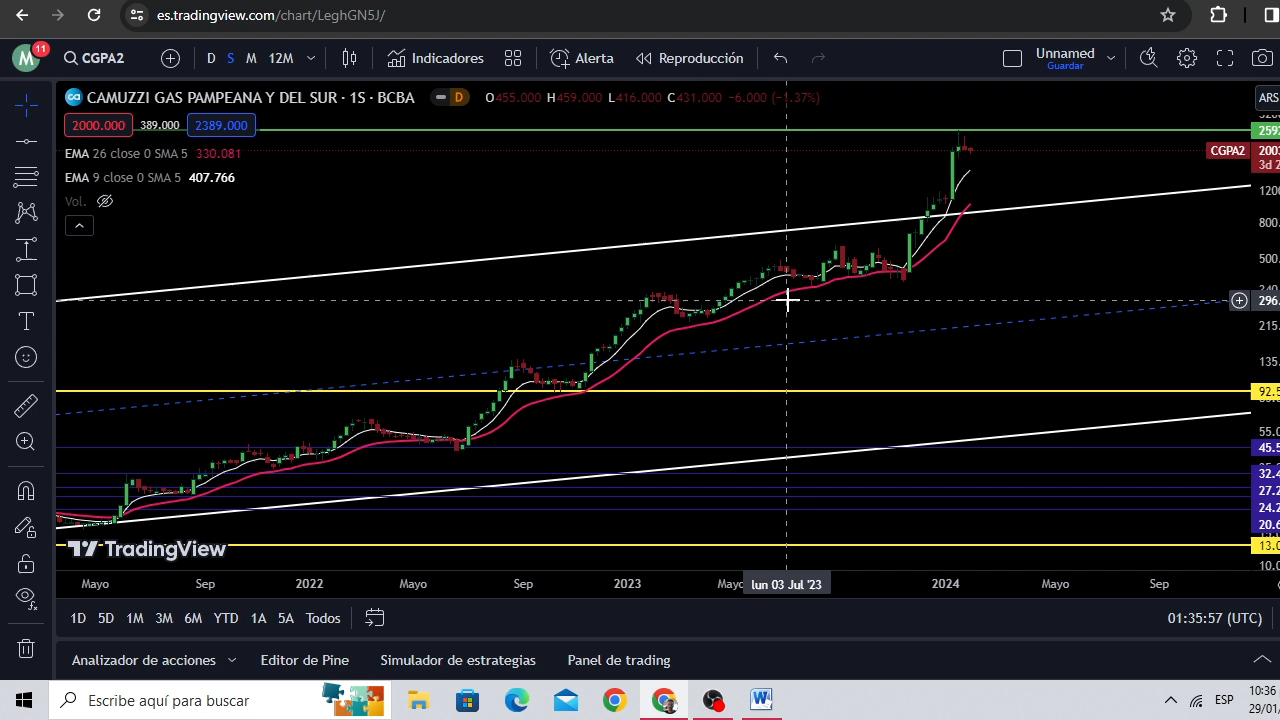 es.tradingview.com/chart/LeghGN5J/
M 11 CGPA2 D S M 12M Indicadores Alerta Reproducción Unnamed
Guardar
CAMUZZI GAS PAMPEANA Y DEL SUR · 1S · BCBA D O455.000 H459.000 L416.000 C431.000 -6.000 (-1.37%) ARS
2000.000 389.000 2389.000
EMA 26 close 0 SMA 5 330.081
CGPA2
EMA 9 close 0 SMA 5 407.766
3d
Vol.
1200
800
500
296
215
135
92.5
55.0
45.5
32.4
27.2
24.2
20.6
13.0
TradingView
10.0
Mayo Sep 2022 Mayo Sep 2023 Mayo lun 03 Jul '23 2024 Mayo Sep
1D 5D 1M 3M 6M YTD 1A 5A Todos 01:35:57 (UTC)
Analizador de acciones Editor de Pine Simulador de estrategias Panel de trading
Escribe aquí para buscar W ESP 10:36
29/01